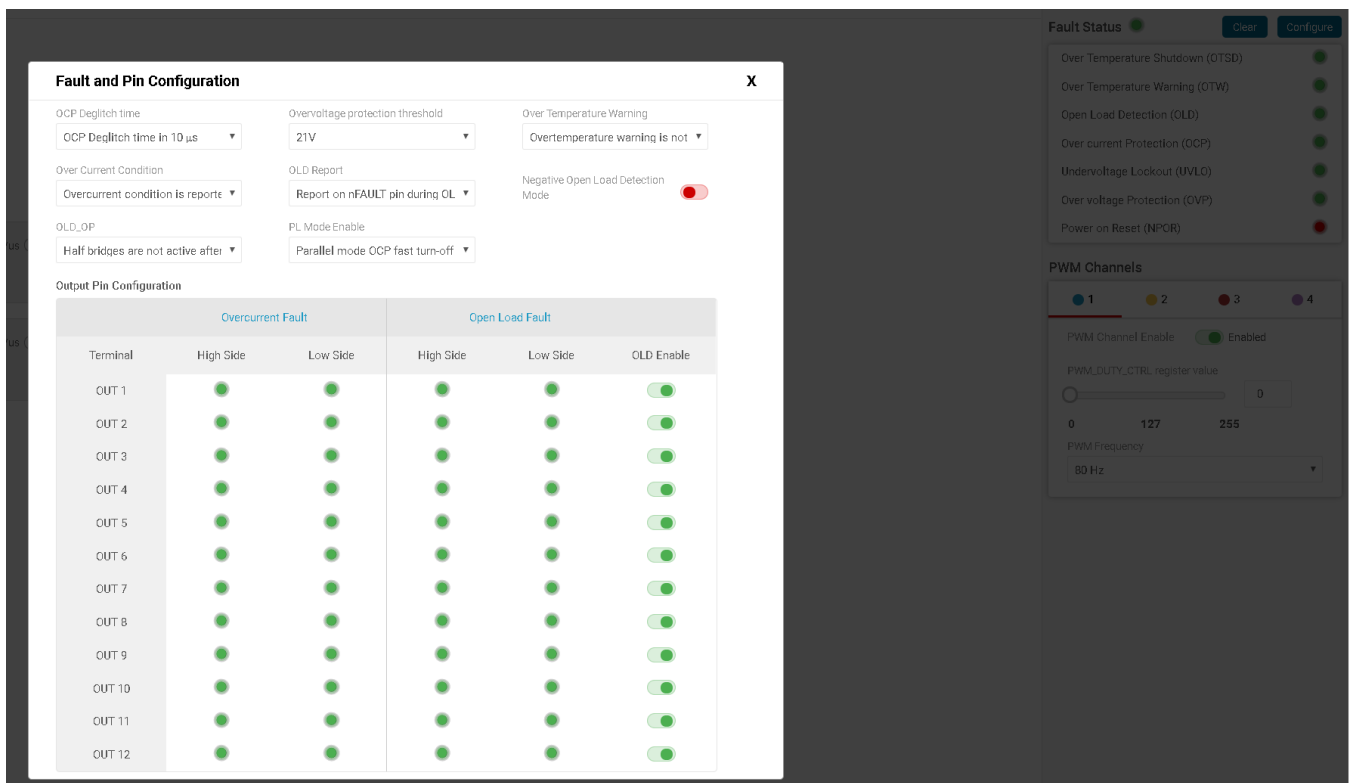 Fault Status
Clear
Configure
Over Temperature Shutdown (OTSD)
Over Temperature Warning (OTW)
Open Load Detection (OLD)
Over current Protection (OCP)
Undervoltage Lockout (UVLO)
Over voltage Protection (OVP)
Power on Reset (NPOR)
PWM Channels
1 2 3 4
PWM Channel Enable Enabled
PWM_DUTY_CTRL register value
0
0 127 255
PWM Frequency
80 Hz
Fault and Pin Configuration X
OCP Deglitch time Overvoltage protection threshold Over Temperature Warning
OCP Deglitch time in 10 µs 21V Overtemperature warning is not
Over Current Condition OLD Report
Negative Open Load Detection
Mode
Overcurrent condition is reporte Report on nFAULT pin during OL
OLD_OP PL Mode Enable
Half bridges are not active after Parallel mode OCP fast turn-off
Output Pin Configuration
Overcurrent Fault Open Load Fault
Terminal High Side Low Side High Side Low Side OLD Enable
OUT 1
OUT 2
OUT 3
OUT 4
OUT 5
OUT 6
OUT 7
OUT 8
OUT 9
OUT 10
OUT 11
OUT 12